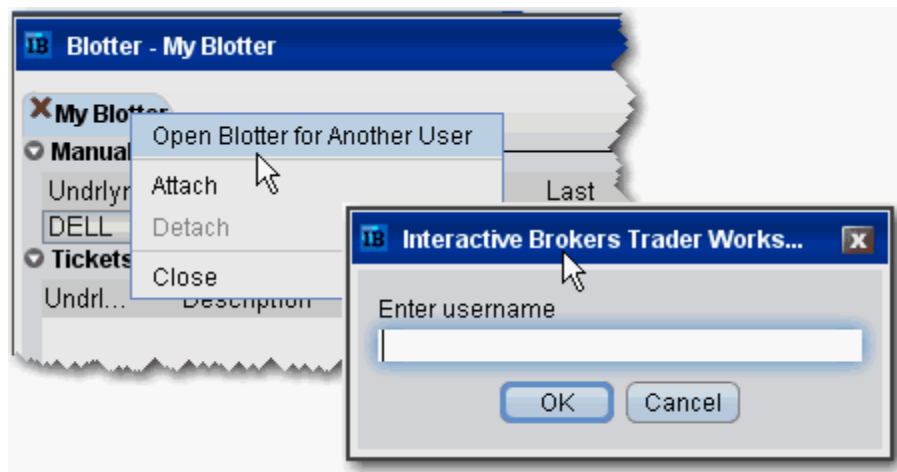 IB Blotter - My Blotter
My Blotter
Open Blotter for Another User
Manual
Undrlyn
Attach
Last
DELL
Detach
Tickets
Close
Undrl... Description
IB Interactive Brokers Trader Works...
Enter username
OK Cancel